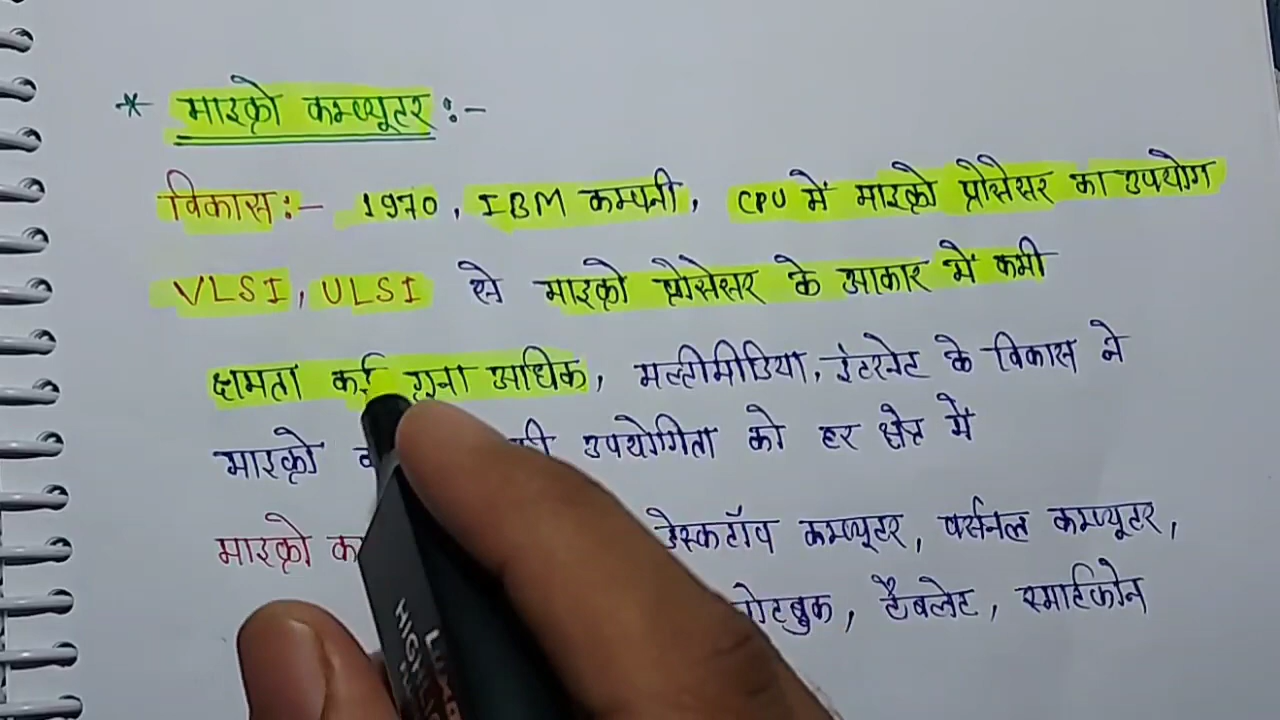 * माइक्रो कम्प्यूटर :-
विकास :- 1970, IBM कम्पनी, CPU में माइक्रो प्रोसेसर का उपयोग
VLSI, ULSI से माइक्रो प्रोसेसर के आकार में कमी
क्षमता कई गुना अधिक, मल्टीमीडिया, इंटरनेट के विकास ने
माइक्रो की उपयोगिता को हर क्षेत्र में
माइक्रो डेस्कटॉप कम्प्यूटर, पर्सनल कम्प्यूटर,
टैबलेट, स्मार्टफोन